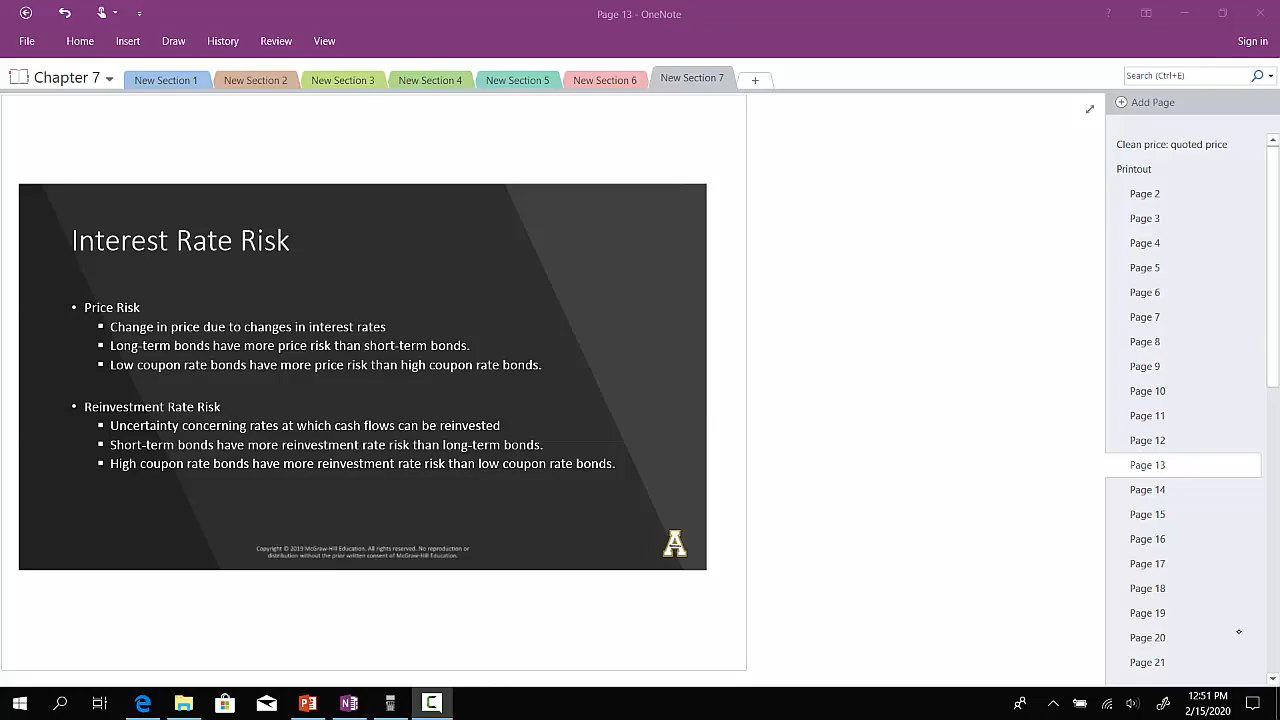 Page 13 - OneNote
?
File Home Insert Draw History Review View
Sign in
Chapter 7
New Section 1 New Section 2 New Section 3 New Section 4 New Section 5 New Section 6 New Section 7 +
Search (Ctrl+E)
Add Page
Clean price: quoted price
Printout
Page 2
Page 3
Page 4
Page 5
Page 6
Page 7
Page 8
Page 9
Page 10
Page 11
Page 12
Page 13
Page 14
Page 15
Page 16
Page 17
Page 18
Page 19
Page 20
Page 21
Interest Rate Risk
• Price Risk
▪ Change in price due to changes in interest rates
▪ Long-term bonds have more price risk than short-term bonds.
▪ Low coupon rate bonds have more price risk than high coupon rate bonds.
• Reinvestment Rate Risk
▪ Uncertainty concerning rates at which cash flows can be reinvested
▪ Short-term bonds have more reinvestment rate risk than long-term bonds.
▪ High coupon rate bonds have more reinvestment rate risk than low coupon rate bonds.
Copyright © 2019 McGraw-Hill Education. All rights reserved. No reproduction or
distribution without the prior written consent of McGraw-Hill Education.
A
12:51 PM
2/15/2020